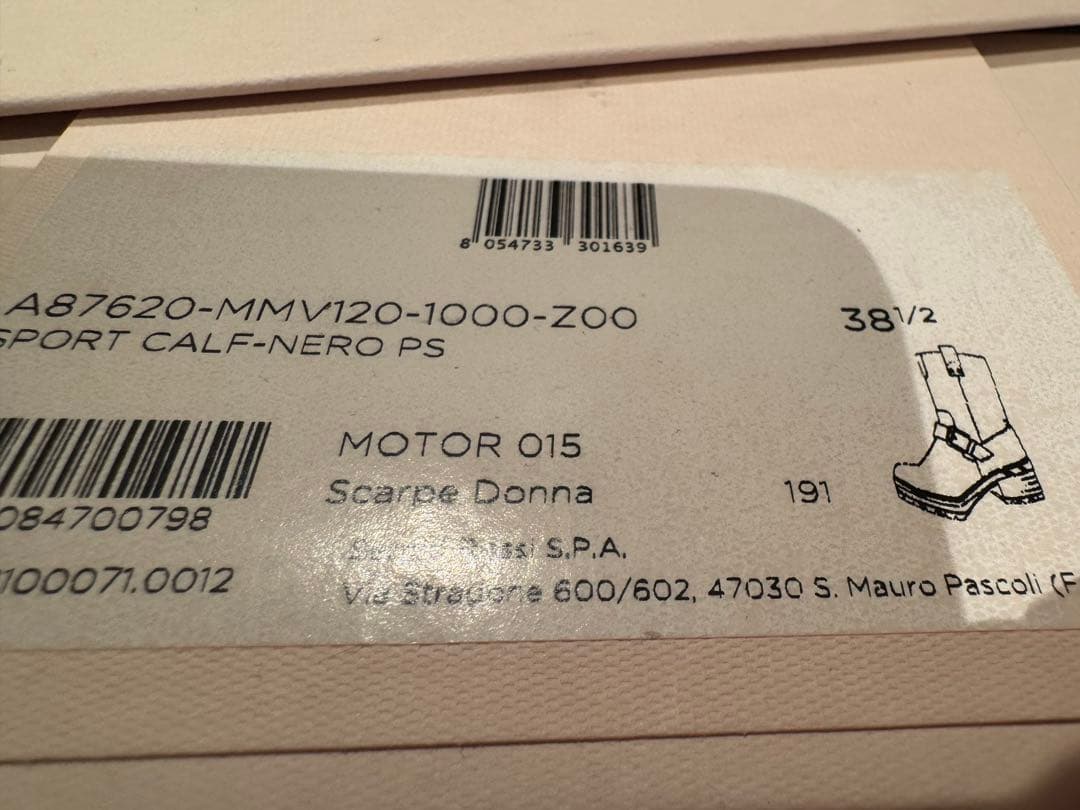 8 054733 301639
A87620-MMV120-1000-Z00
38 1/2
SPORT CALF-NERO PS
MOTOR 015
Scarpe Donna
191
084700798
S.P.A.
100071.0012
Via Stradone 600/602, 47030 S. Mauro Pascoli (F